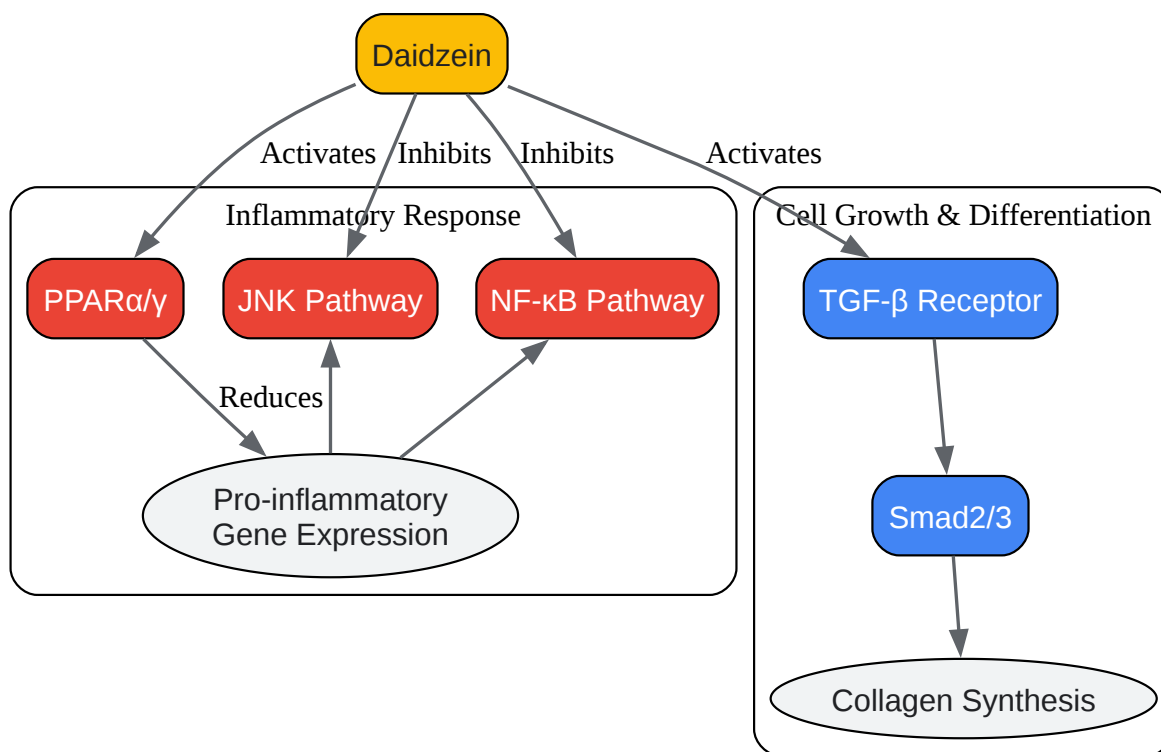 Daidzein
Activates
Inhibits
Inhibits
Activates
Inflammatory Response
Cell Growth & Differentiation
PPARα/γ
JNK Pathway
NF-κB Pathway
TGF-β Receptor
Reduces
Pro-inflammatory
Gene Expression
Smad2/3
Collagen Synthesis